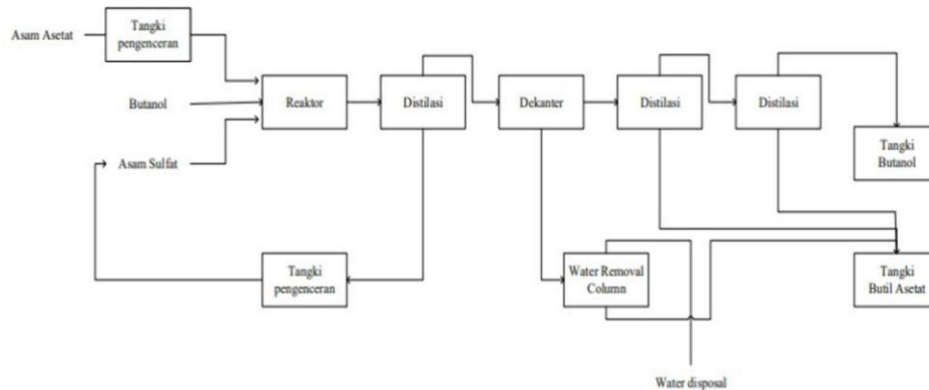 Tangki
pengenceran
Asam Asetat
Butanol
Reaktor
Distilasi
Dekanter
Distilasi
Distilasi
Tangki
Butanol
Asam Sulfat
Tangki
pengenceran
Water Removal
Column
Tangki
Butil Asetat
Water disposal